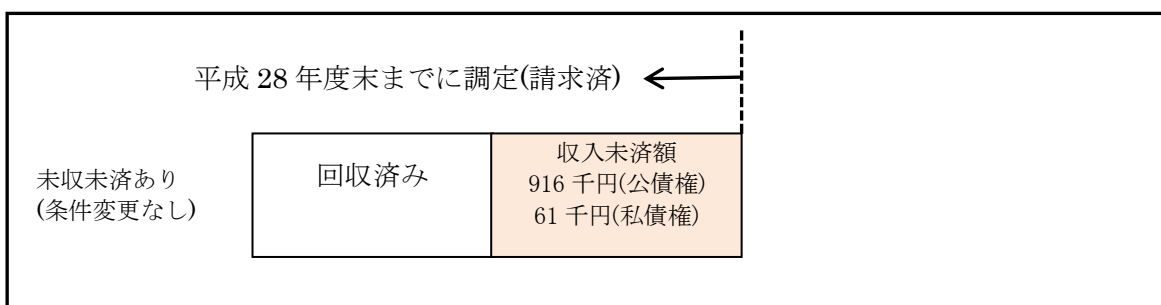 平成 28 年度末までに調定(請求済)
未収未済あり
(条件変更なし)
回収済み
収入未済額
916 千円(公債権)
61 千円(私債権)